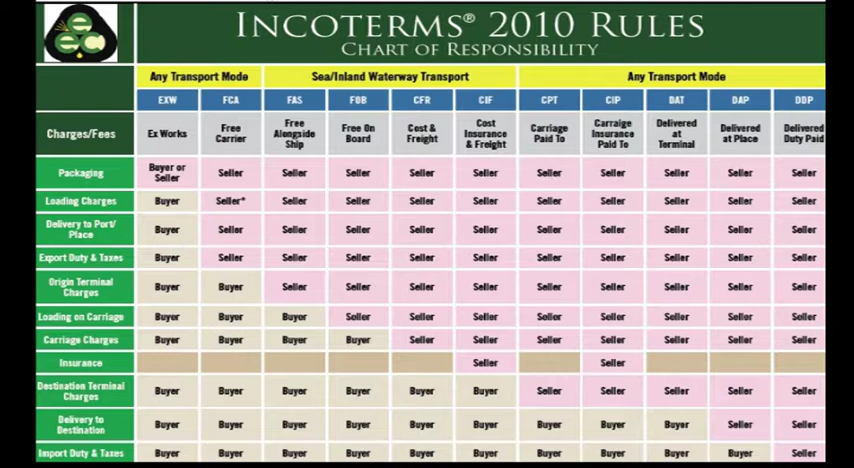 eeci
INCOTERMS® 2010 RULES
CHART OF RESPONSIBILITY
Any Transport Mode Sea/Inland Waterway Transport Any Transport Mode
EXW FCA FAS FOB CFR CIF CPT CIP DAT DAP DDP
Charges/Fees Ex Works Free Carrier Free Alongside Ship Free On Board Cost & Freight Cost Insurance & Freight Carriage Paid To Carraige Insurance Paid To Delivered at Terminal Delivered at Place Delivered Duty Paid
Packaging Buyer or Seller Seller Seller Seller Seller Seller Seller Seller Seller Seller Seller
Loading Charges Buyer Seller* Seller Seller Seller Seller Seller Seller Seller Seller Seller
Delivery to Port/ Place Buyer Seller Seller Seller Seller Seller Seller Seller Seller Seller Seller
Export Duty & Taxes Buyer Seller Seller Seller Seller Seller Seller Seller Seller Seller Seller
Origin Terminal Charges Buyer Buyer Seller Seller Seller Seller Seller Seller Seller Seller Seller
Loading on Carriage Buyer Buyer Buyer Seller Seller Seller Seller Seller Seller Seller Seller
Carriage Charges Buyer Buyer Buyer Buyer Seller Seller Seller Seller Seller Seller Seller
Insurance Seller Seller
Destination Terminal Charges Buyer Buyer Buyer Buyer Buyer Buyer Seller Seller Seller Seller Seller
Delivery to Destination Buyer Buyer Buyer Buyer Buyer Buyer Buyer Buyer Buyer Seller Seller
Import Duty & Taxes Buyer Buyer Buyer Buyer Buyer Buyer Buyer Buyer Buyer Buyer Seller